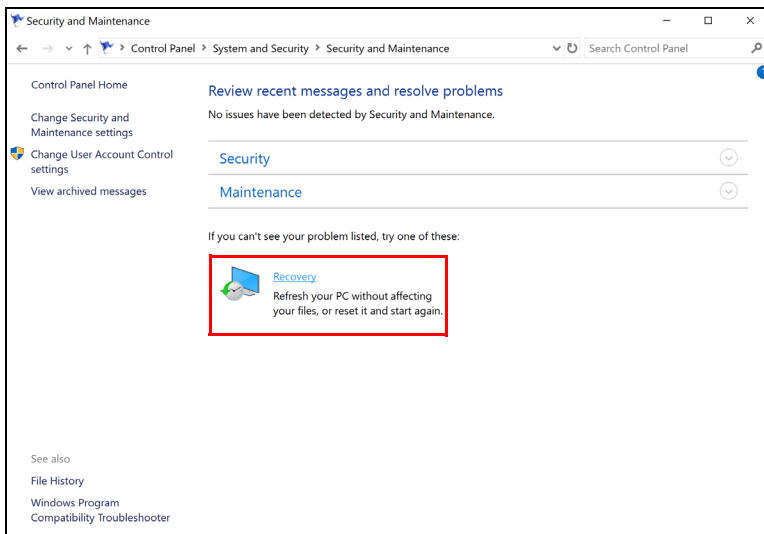 Security and Maintenance
Control Panel > System and Security > Security and Maintenance
Search Control Panel
Control Panel Home
Change Security and
Maintenance settings
Change User Account Control
settings
View archived messages
Review recent messages and resolve problems
No issues have been detected by Security and Maintenance.
Security
Maintenance
If you can't see your problem listed, try one of these:
Recovery
Refresh your PC without affecting
your files, or reset it and start again.
See also
File History
Windows Program
Compatibility Troubleshooter